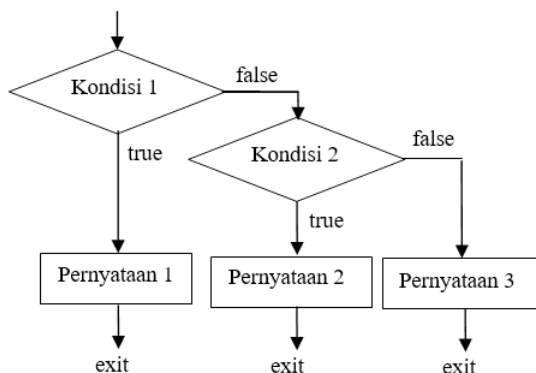 Kondisi 1
false
Kondisi 2
false
true
true
Pernyataan 1
Pernyataan 2
Pernyataan 3
exit
exit
exit